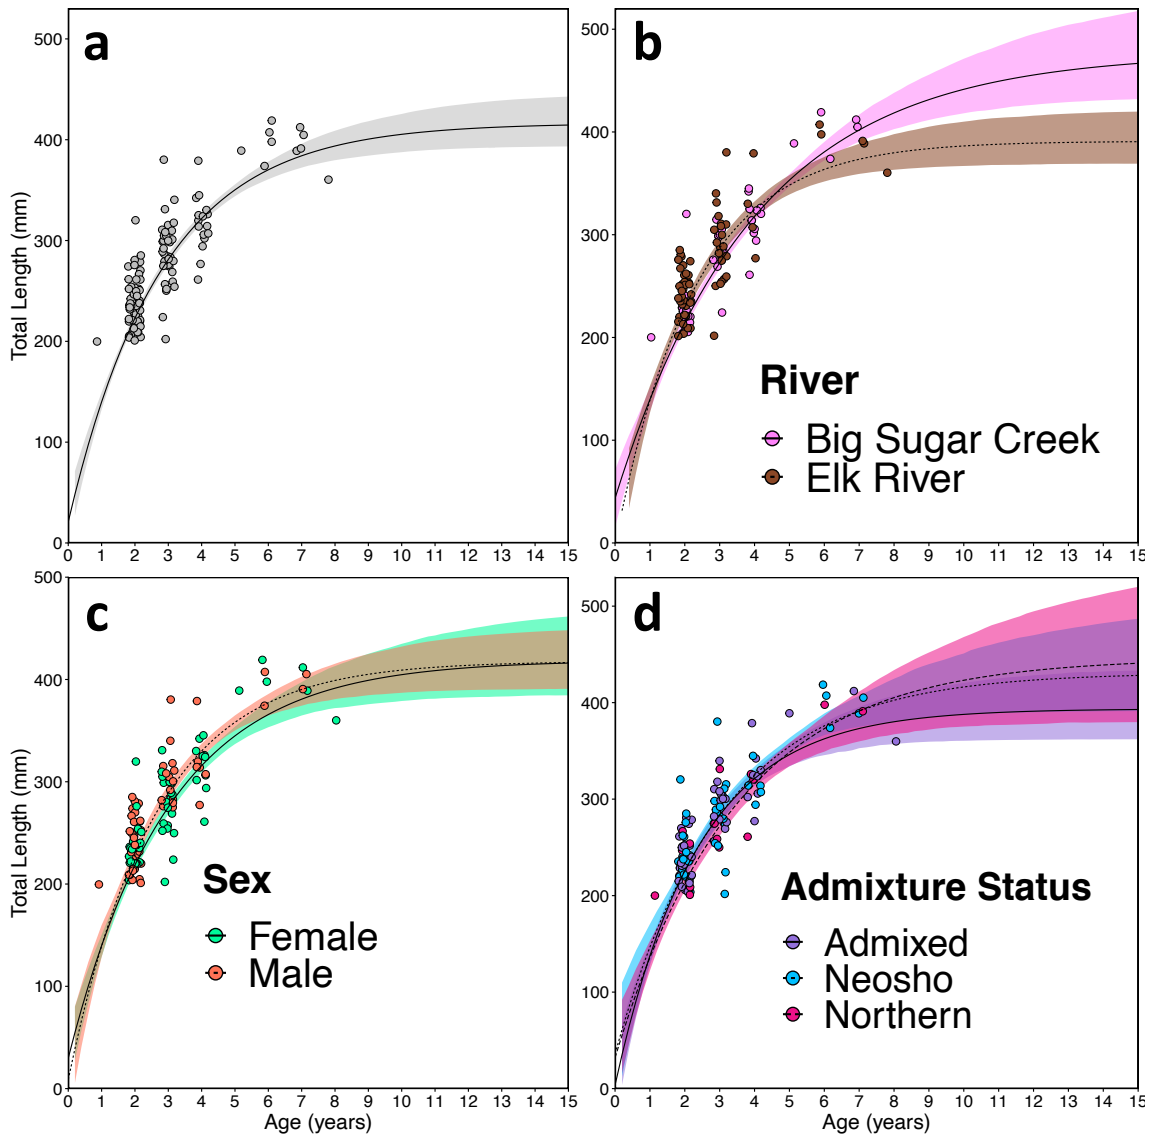 a
500
400
300
200
100
0
0 1 2 3 4 5 6 7 8 9 10 11 12 13 14 15
Total Length (mm)
b
500
400
300
200
100
0
0 1 2 3 4 5 6 7 8 9 10 11 12 13 14 15
River
Big Sugar Creek
Elk River
c
500
400
300
200
100
0
0 1 2 3 4 5 6 7 8 9 10 11 12 13 14 15
Total Length (mm)
Age (years)
Sex
Female
Male
d
500
400
300
200
100
0
0 1 2 3 4 5 6 7 8 9 10 11 12 13 14 15
Age (years)
Admixture Status
Admixed
Neosho
Northern